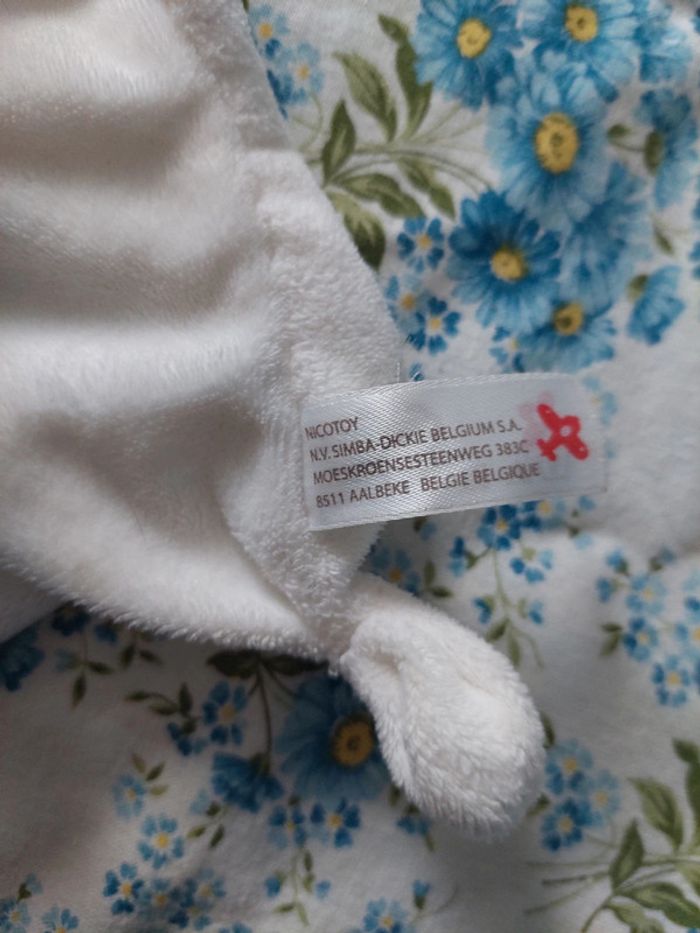 NICOTOY
N.V. SIMBA-DICKIE BELGIUM S.A.
MOESKROENSESTEENWEG 383C
8511 AALBEKE BELGIE BELGIQUE